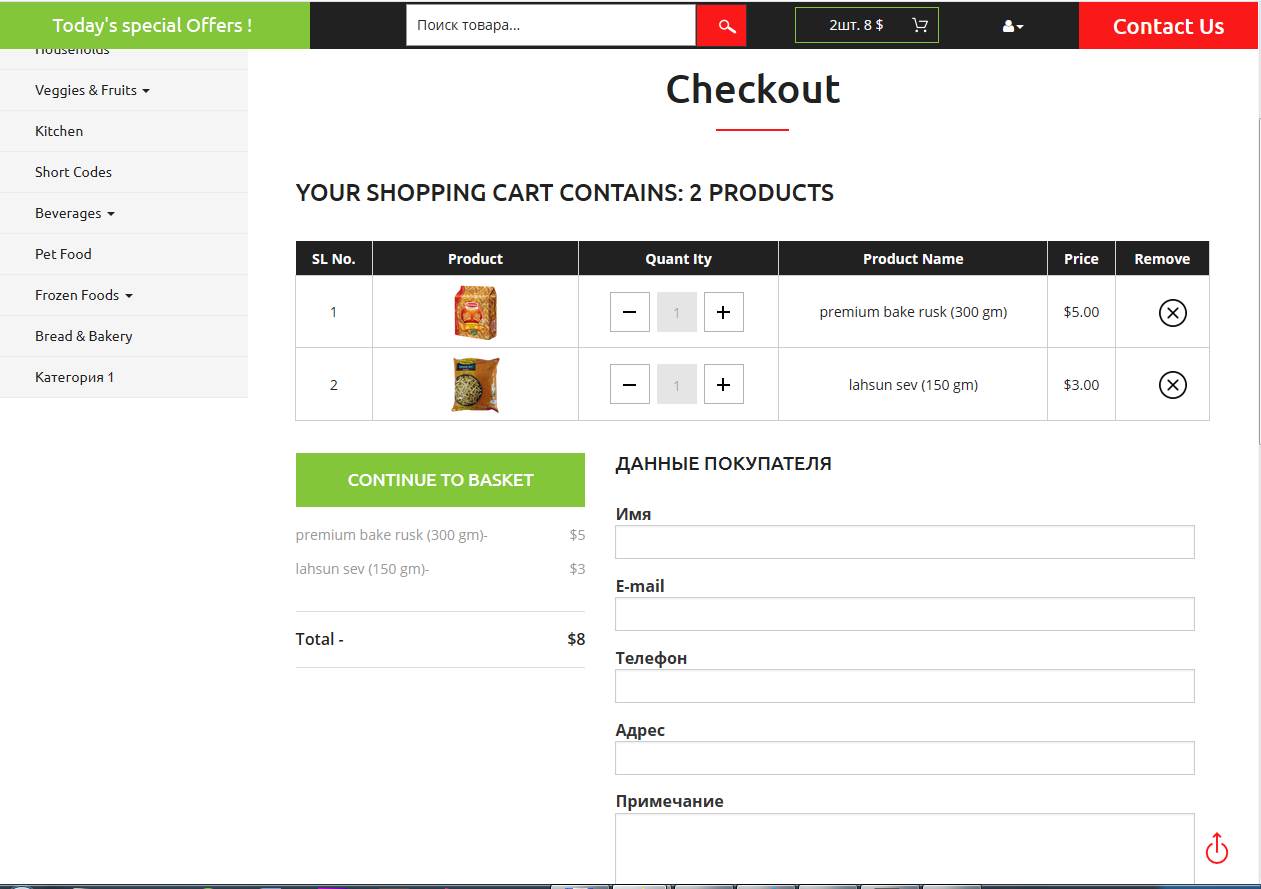 Today's special Offers !
Поиск товара...
2шт. 8 $
Contact Us
Households
Veggies & Fruits
Kitchen
Short Codes
Beverages
Pet Food
Frozen Foods
Bread & Bakery
Категория 1
Checkout
YOUR SHOPPING CART CONTAINS: 2 PRODUCTS
SL No. Product Quant Ity Product Name Price Remove
1 1 premium bake rusk (300 gm) $5.00
2 1 lahsun sev (150 gm) $3.00
CONTINUE TO BASKET
premium bake rusk (300 gm)- $5
lahsun sev (150 gm)- $3
Total - $8
ДАННЫЕ ПОКУПАТЕЛЯ
Имя
E-mail
Телефон
Адрес
Примечание